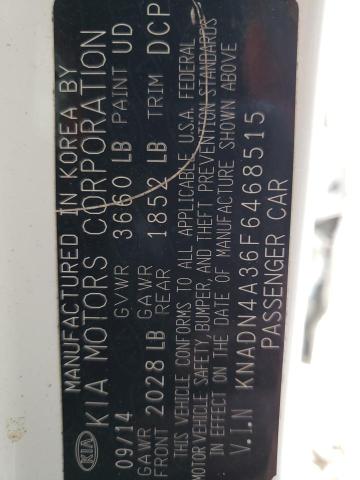 MANUFACTURED IN KOREA BY
KIA MOTORS CORPORATION
09/14 GVWR 3660 LB PAINT UD
GAWR FRONT 2028 LB GAWR REAR 1852 LB TRIM DCP
THIS VEHICLE CONFORMS TO ALL APPLICABLE U.S.A. FEDERAL
MOTOR VEHICLE SAFETY, BUMPER, AND THEFT PREVENTION STANDARDS
IN EFFECT ON THE DATE OF MANUFACTURE SHOWN ABOVE
V.I.N KNADN4A36F6468515
PASSENGER CAR
KIA